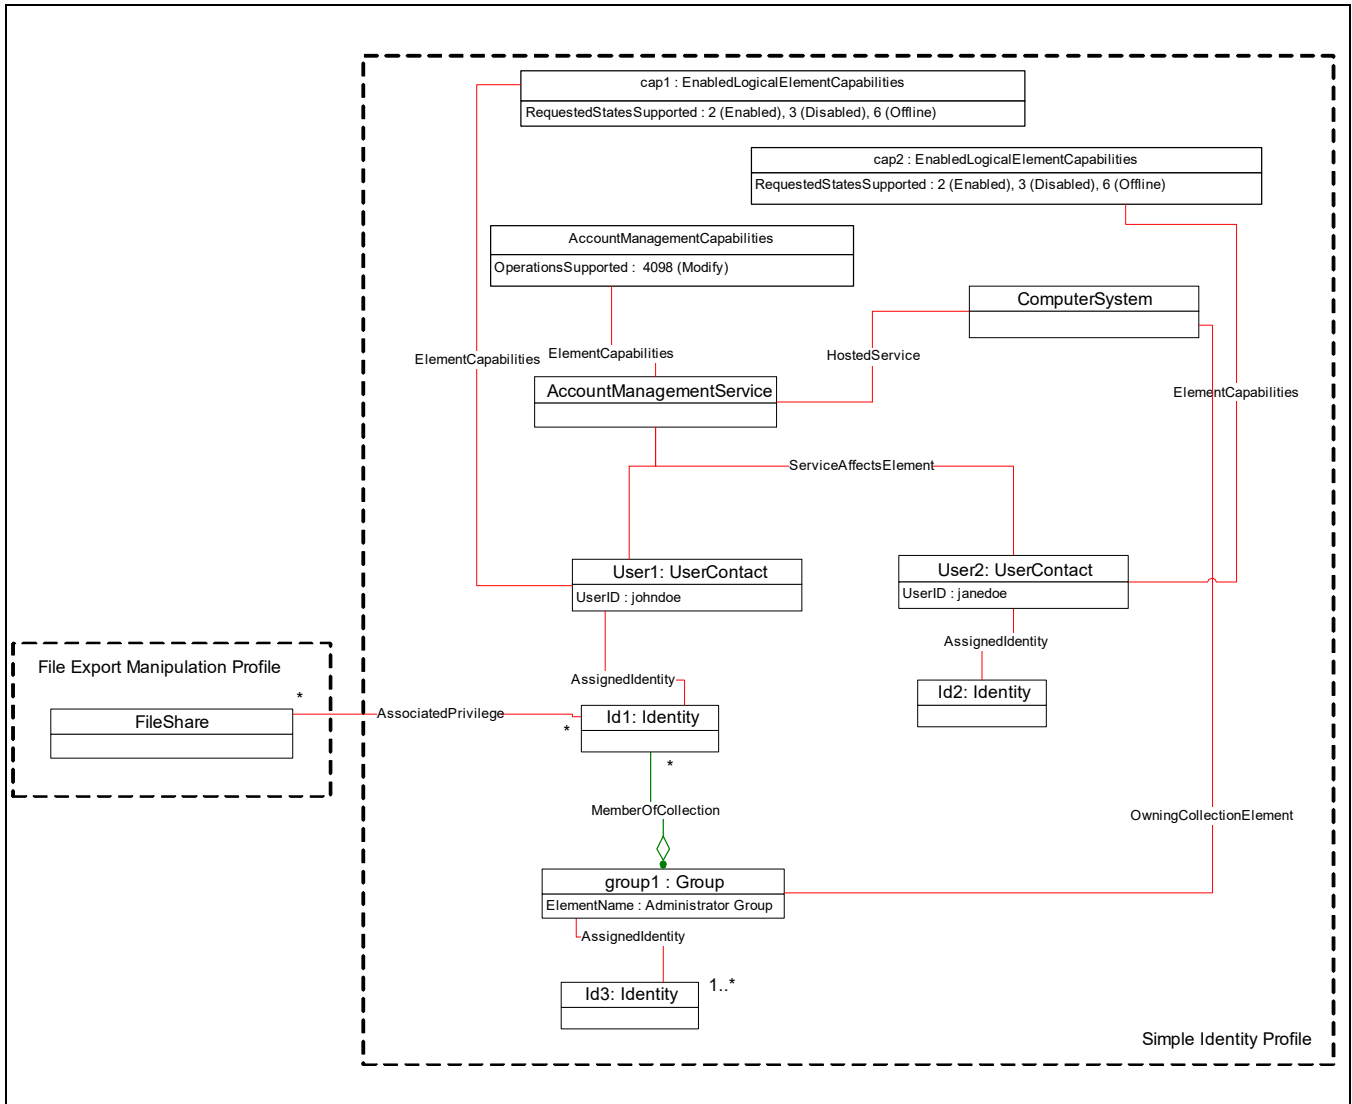 cap1 : EnabledLogicalElementCapabilities
RequestedStatesSupported : 2 (Enabled), 3 (Disabled), 6 (Offline)
cap2 : EnabledLogicalElementCapabilities
RequestedStatesSupported : 2 (Enabled), 3 (Disabled), 6 (Offline)
AccountManagementCapabilities
OperationsSupported : 4098 (Modify)
ComputerSystem
ElementCapabilities
ElementCapabilities
HostedService
AccountManagementService
ElementCapabilities
ServiceAffectsElement
User1: UserContact
UserID : johndoe
User2: UserContact
UserID : janedoe
AssignedIdentity
File Export Manipulation Profile
AssignedIdentity
*
FileShare
AssociatedPrivilege
*
Id1: Identity
Id2: Identity
*
MemberOfCollection
OwningCollectionElement
group1 : Group
ElementName : Administrator Group
AssignedIdentity
Id3: Identity
1..*
Simple Identity Profile